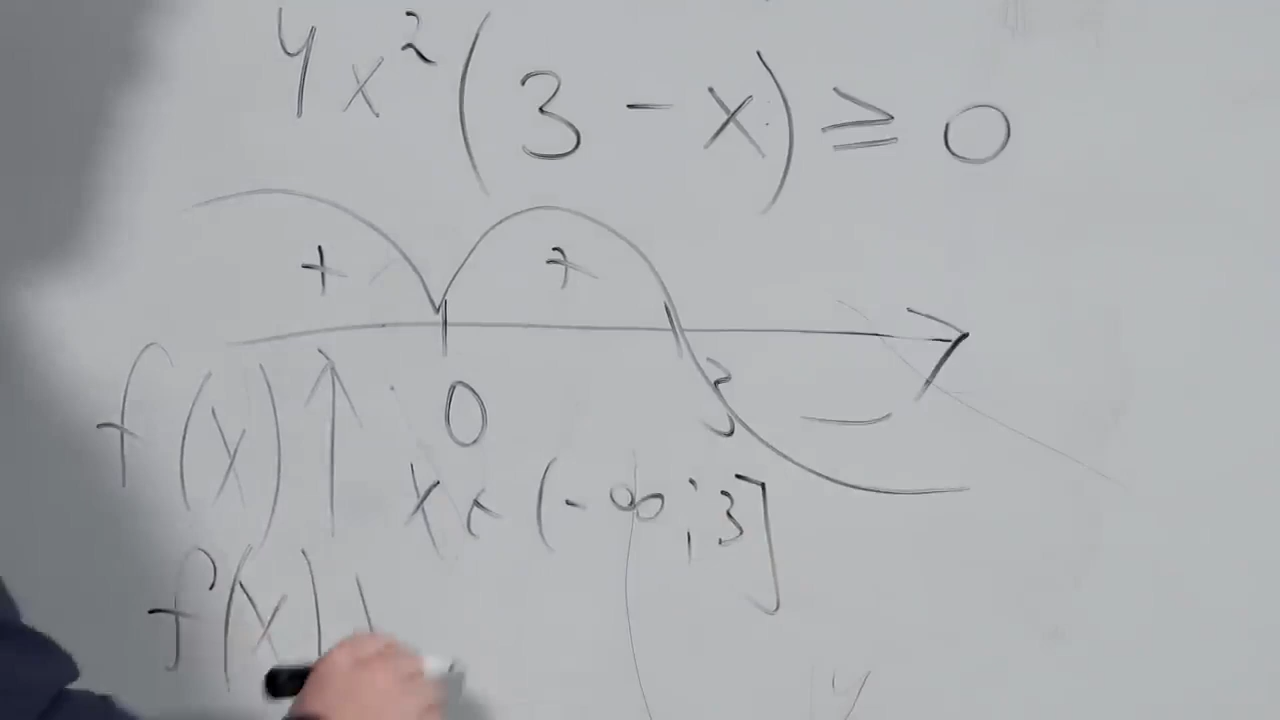 4x²(3 - x) ≥ 0
+ + 
0 3 —
f(x) ↑ x ∈ (-∞; 3]
f(x)